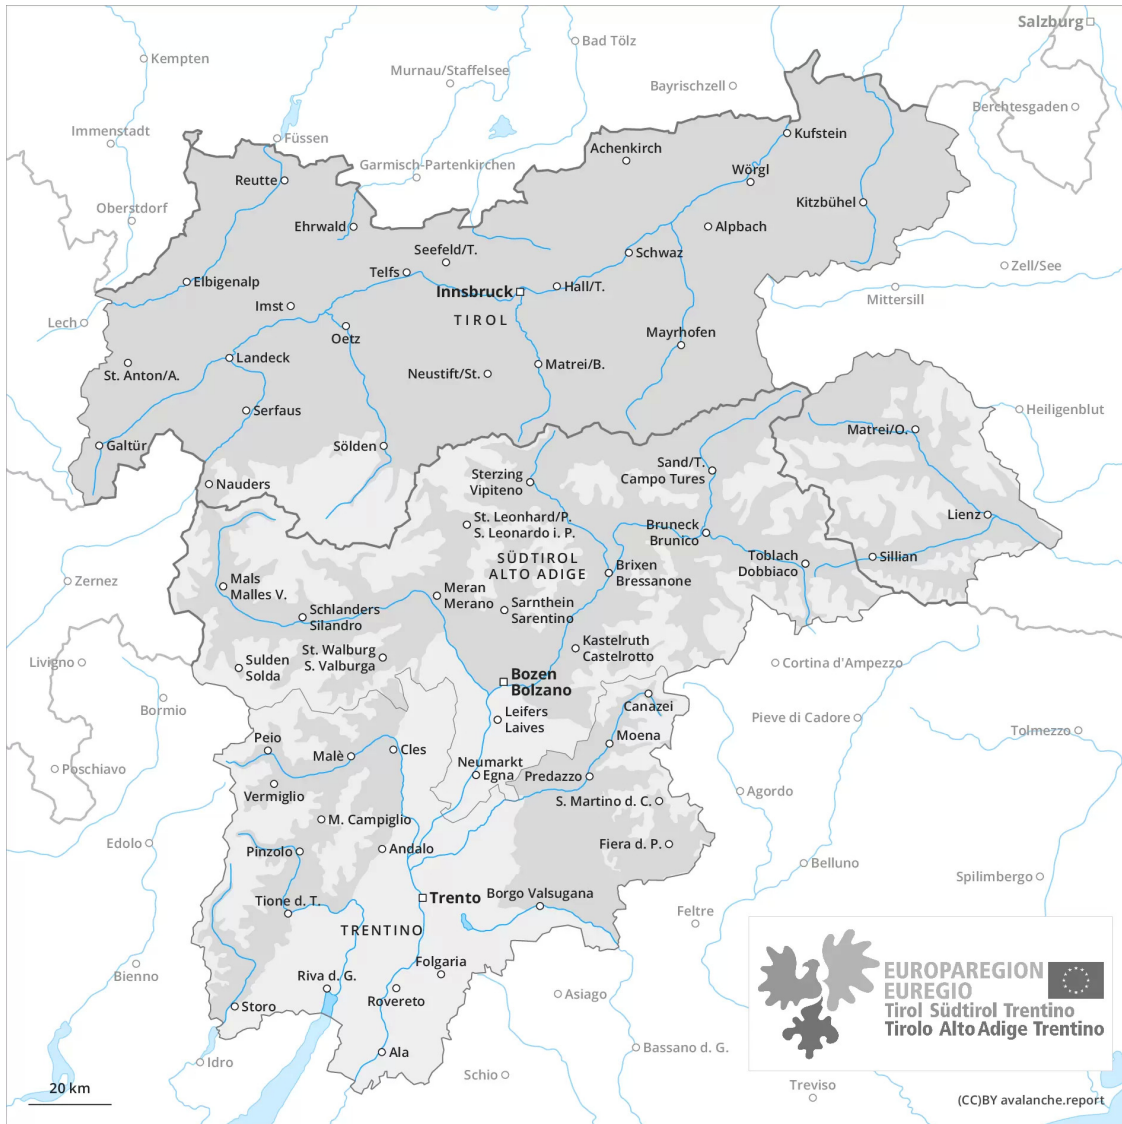 Salzburg
Bad Tölz
Kempten
Murnau/Staffelsee
Bayrischzell
Berchtesgaden
Immenstadt
Füssen
Kufstein
Achenkirch
Garmisch-Partenkirchen
Wörgl
Reutte
Kitzbühel
Oberstdorf
Ehrwald
Alpbach
Seefeld/T.
Schwaz
Zell/See
Telfs
Elbigenalp
Hall/T.
Innsbruck
Mittersill
Imst
TIROL
Lech
Oetz
Mayrhofen
Landeck
Matrei/B.
St. Anton/A.
Neustift/St.
Serfaus
Heiligenblut
Matrei/O.
Galtür
Sölden
Sand/T.
Campo Tures
Sterzing
Vipiteno
Nauders
Lienz
St. Leonhard/P.
S. Leonardo i. P.
Bruneck
Brunico
SÜDTIROL
ALTO ADIGE
Toblach
Dobbiaco
Sillian
Brixen
Bressanone
Zernez
Mals
Malles V.
Meran
Merano
Sarnthein
Sarentino
Schlanders
Silandro
Kastelruth
Castelrotto
St. Walburg
S. Valburga
Livigno
Sulden
Solda
Cortina d'Ampezzo
Bozen
Bolzano
Canazei
Bormio
Leifers
Laives
Pieve di Cadore
Tolmezzo
Moena
Peio
Malè
Cles
Neumarkt
Egna
Predazzo
Poschiavo
Vermiglio
Agordo
S. Martino d. C.
M. Campiglio
Edolo
Pinzolo
Andalo
Fiera d. P.
Belluno
Spilimbergo
Borgo Valsugana
Trento
Tione d. T.
Feltre
TRENTINO
Folgaria
Bienno
Riva d. G.
Asiago
Rovereto
Storo
EUROPAREGION
EUREGIO
Tirol Südtirol Trentino
Tirolo Alto Adige Trentino
Ala
Bassano d. G.
Idro
Schio
Treviso
20 km
(CC)BY avalanche.report